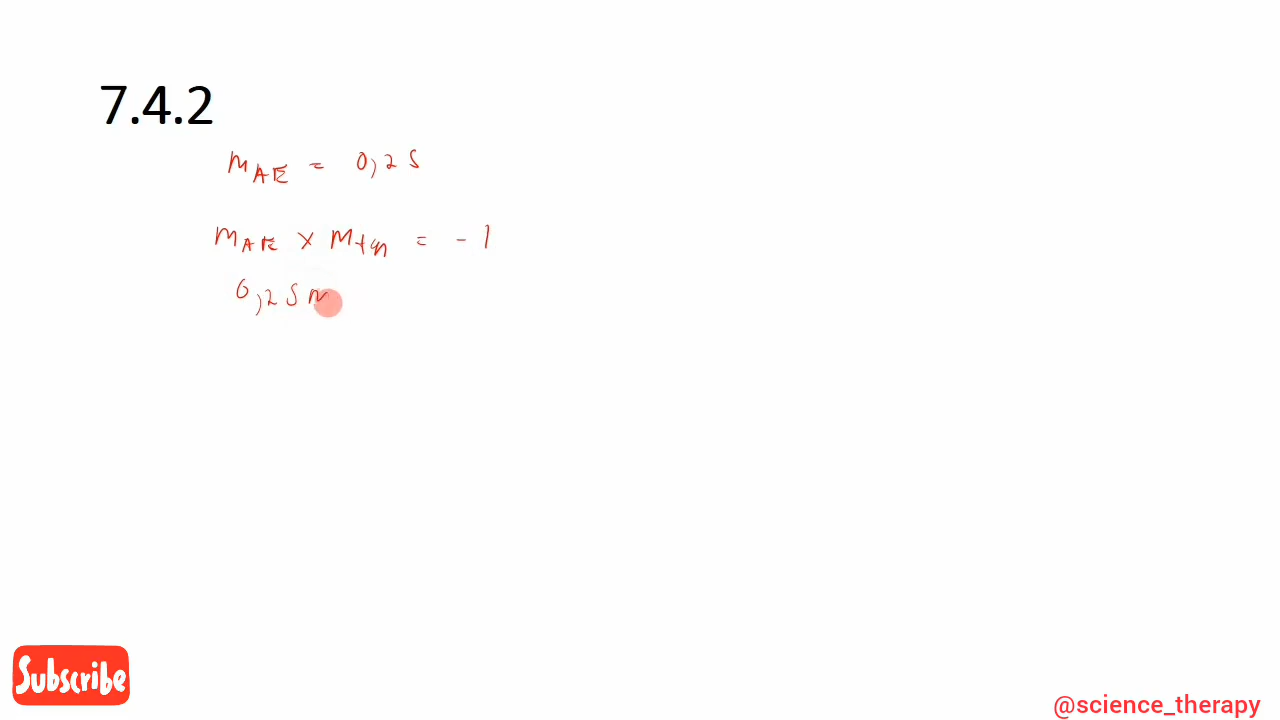 7.4.2
mAE = 0,25
mAE × mtan = -1
0,25m
Subscribe
@science_therapy